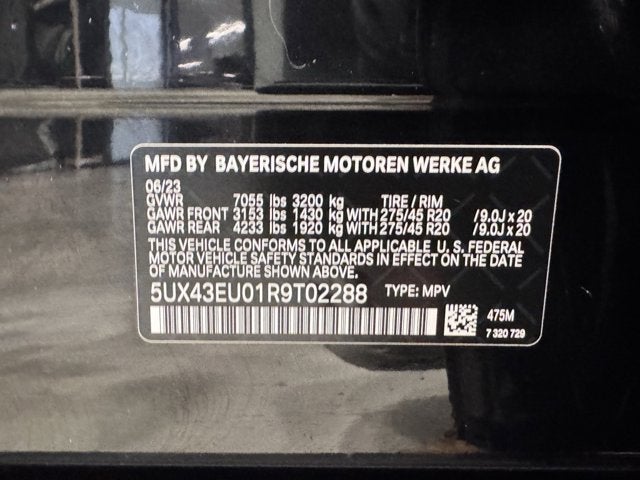 MFD BY BAYERISCHE MOTOREN WERKE AG
06/23
GVWR 7055 lbs 3200 kg TIRE / RIM
GAWR FRONT 3153 lbs 1430 kg WITH 275/45 R20 /9.0J x 20
GAWR REAR 4233 lbs 1920 kg WITH 275/45 R20 /9.0J x 20
THIS VEHICLE CONFORMS TO ALL APPLICABLE U. S. FEDERAL
MOTOR VEHICLE SAFETY STANDARDS IN EFFECT ON THE
DATE OF MANUFACTURE SHOWN ABOVE.
5UX43EU01R9T02288 TYPE: MPV
475M
7 320 729